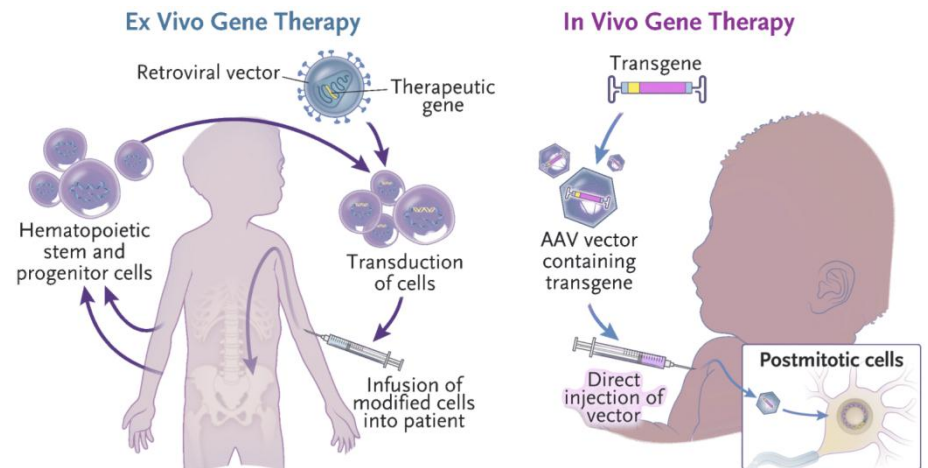 Ex Vivo Gene Therapy
Retroviral vector
Therapeutic
gene
Hematopoietic
stem and
progenitor cells
Transduction
of cells
Infusion of
modified cells
into patient
In Vivo Gene Therapy
Transgene
AAV vector
containing
transgene
Direct
injection of
vector
Postmitotic cells